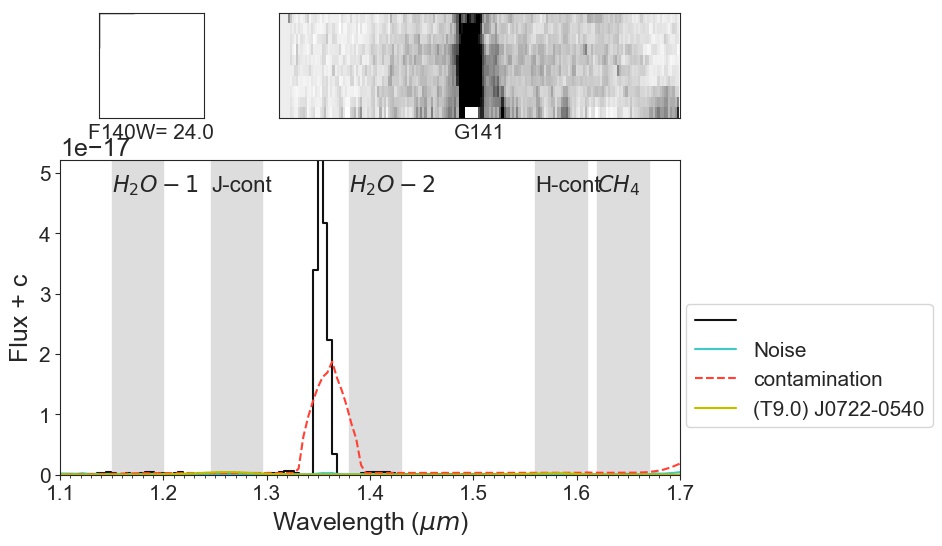 F140W= 24.0
G141
1e−17
H₂O − 1 J-cont H₂O − 2 H-cont CH₄
5
4
3
2
1
0
Flux + c
1.1 1.2 1.3 1.4 1.5 1.6 1.7
Wavelength (μm)
Noise
contamination
(T9.0) J0722-0540